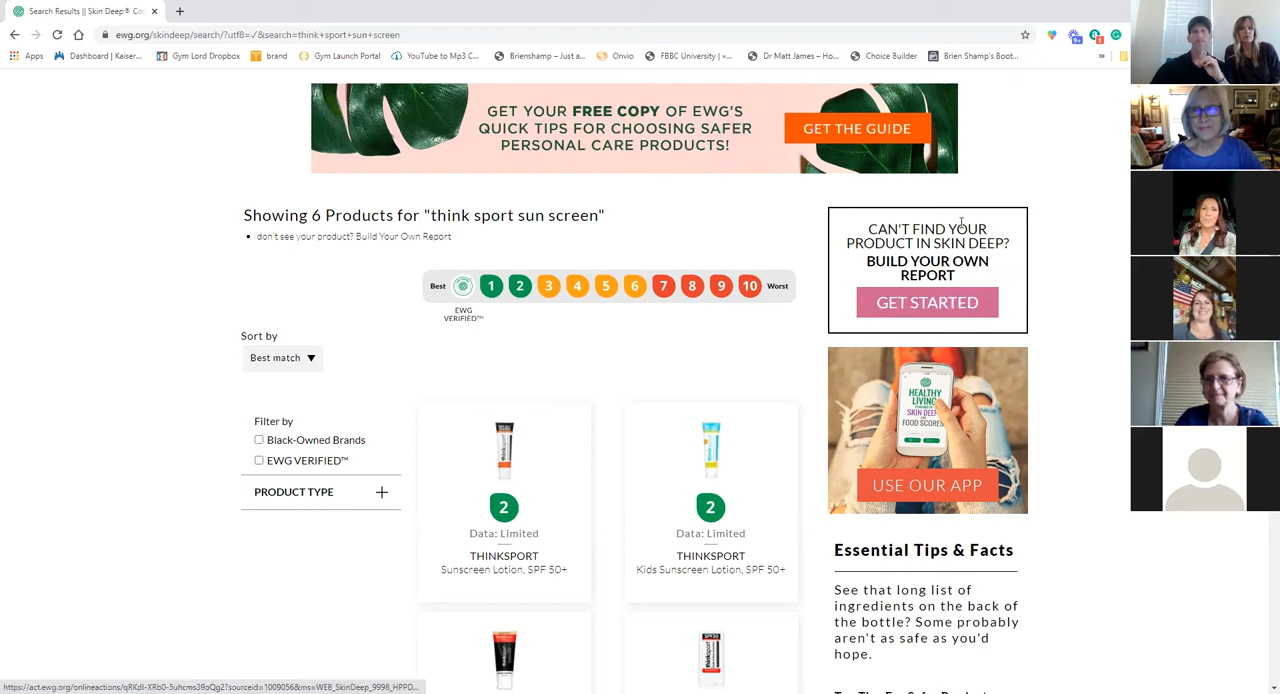 Search Results || Skin Deep® Co
ewg.org/skindeep/search/?utf8=✓&search=think+sport+sun+screen
Apps
Dashboard | Kaiser...
Gym Lord Dropbox
brand
Gym Launch Portal
YouTube to Mp3 C...
Brienshamp – Just a...
Onvio
FBBC University | »...
Dr Matt James – Ho...
Choice Builder
Brien Shamp's Boot...
»
GET YOUR FREE COPY OF EWG'S
QUICK TIPS FOR CHOOSING SAFER
PERSONAL CARE PRODUCTS!
GET THE GUIDE
Showing 6 Products for "think sport sun screen"
don't see your product? Build Your Own Report
Best 1 2 3 4 5 6 7 8 9 10 Worst
EWG
VERIFIED™
Sort by
Best match ▼
Filter by
Black-Owned Brands
EWG VERIFIED™
PRODUCT TYPE +
thinksport
2
Data: Limited
THINKSPORT
Sunscreen Lotion, SPF 50+
2
Data: Limited
THINKSPORT
Kids Sunscreen Lotion, SPF 50+
thinksport
thinksport
CAN'T FIND YOUR
PRODUCT IN SKIN DEEP?
BUILD YOUR OWN
REPORT
GET STARTED
HEALTHY
LIVING
SKIN DEEP
FOOD SCORES
USE OUR APP
Essential Tips & Facts
See that long list of
ingredients on the back of
the bottle? Some probably
aren't as safe as you'd
hope.